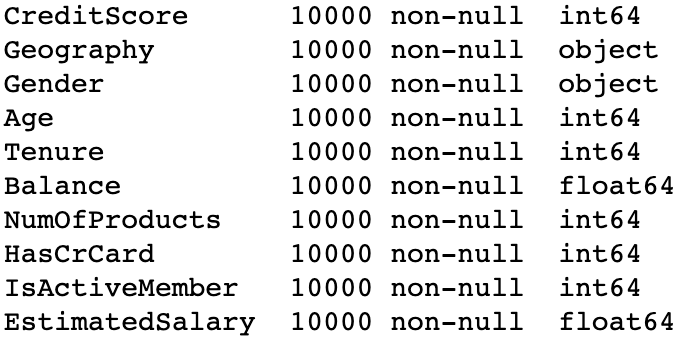 CreditScore 10000 non-null int64
Geography 10000 non-null object
Gender 10000 non-null object
Age 10000 non-null int64
Tenure 10000 non-null int64
Balance 10000 non-null float64
NumOfProducts 10000 non-null int64
HasCrCard 10000 non-null int64
IsActiveMember 10000 non-null int64
EstimatedSalary 10000 non-null float64